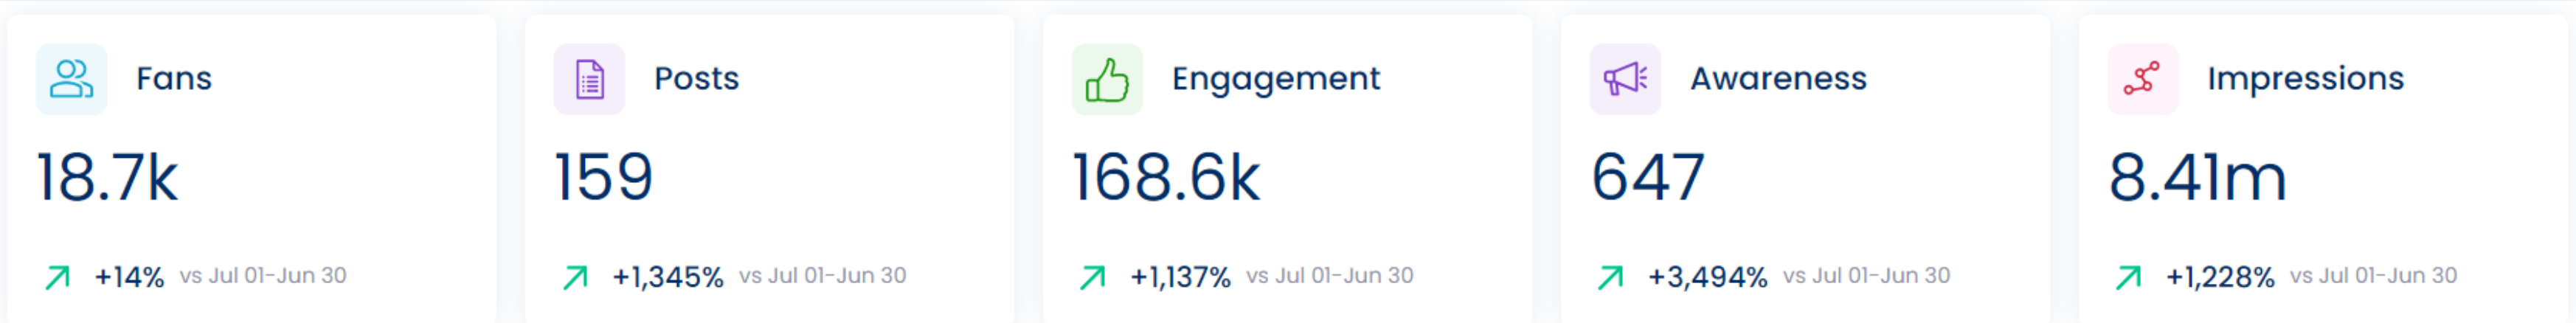 Fans
18.7k
+14% vs Jul 01-Jun 30
Posts
159
+1,345% vs Jul 01-Jun 30
Engagement
168.6k
+1,137% vs Jul 01-Jun 30
Awareness
647
+3,494% vs Jul 01-Jun 30
Impressions
8.41m
+1,228% vs Jul 01-Jun 30